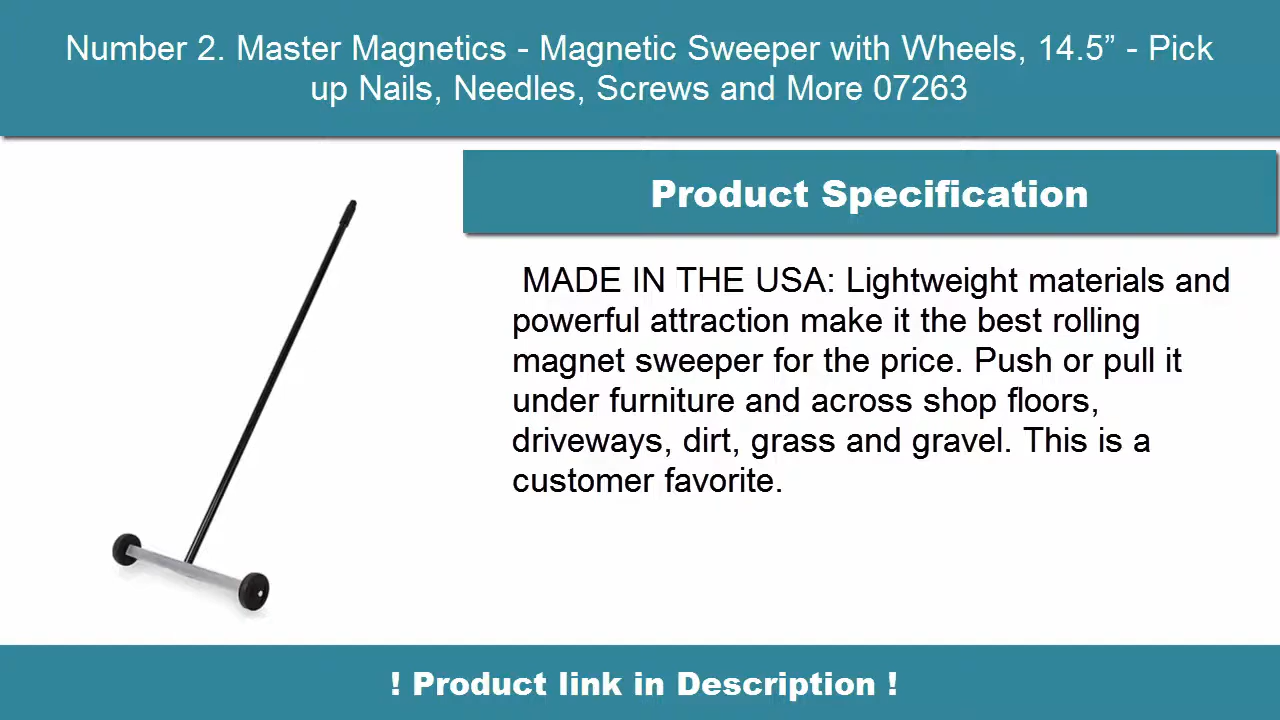 Number 2. Master Magnetics - Magnetic Sweeper with Wheels, 14.5” - Pick
up Nails, Needles, Screws and More 07263
Product Specification
MADE IN THE USA: Lightweight materials and
powerful attraction make it the best rolling
magnet sweeper for the price. Push or pull it
under furniture and across shop floors,
driveways, dirt, grass and gravel. This is a
customer favorite.
! Product link in Description !